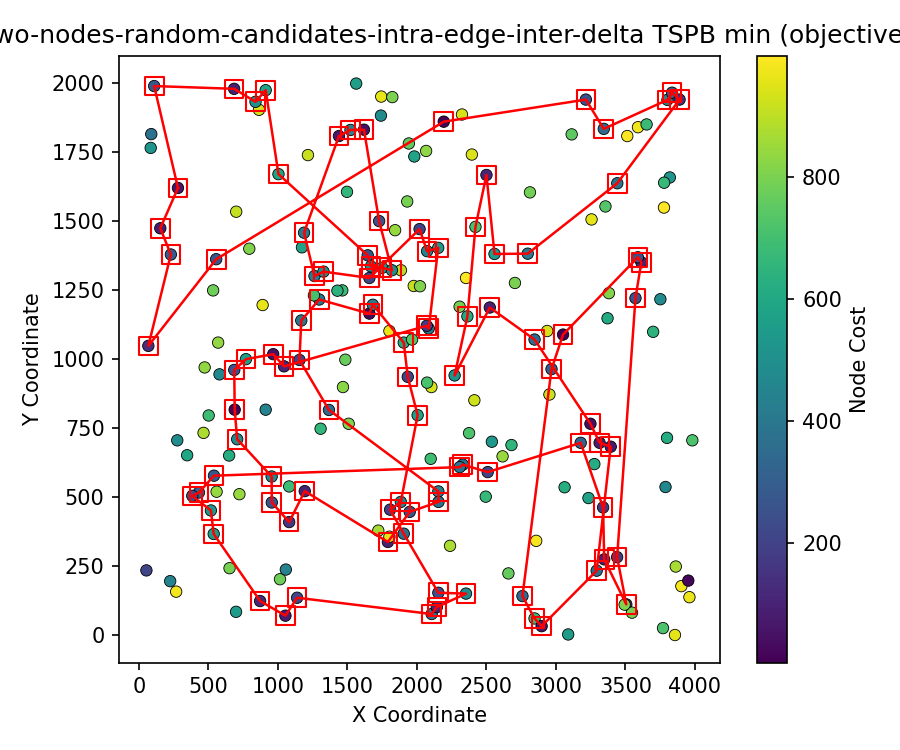 wo-nodes-random-candidates-intra-edge-inter-delta TSPB min (objective
2000
1750
1500
1250
1000
750
500
250
0
Y Coordinate
0 500 1000 1500 2000 2500 3000 3500 4000
X Coordinate
800
600
400
200
Node Cost